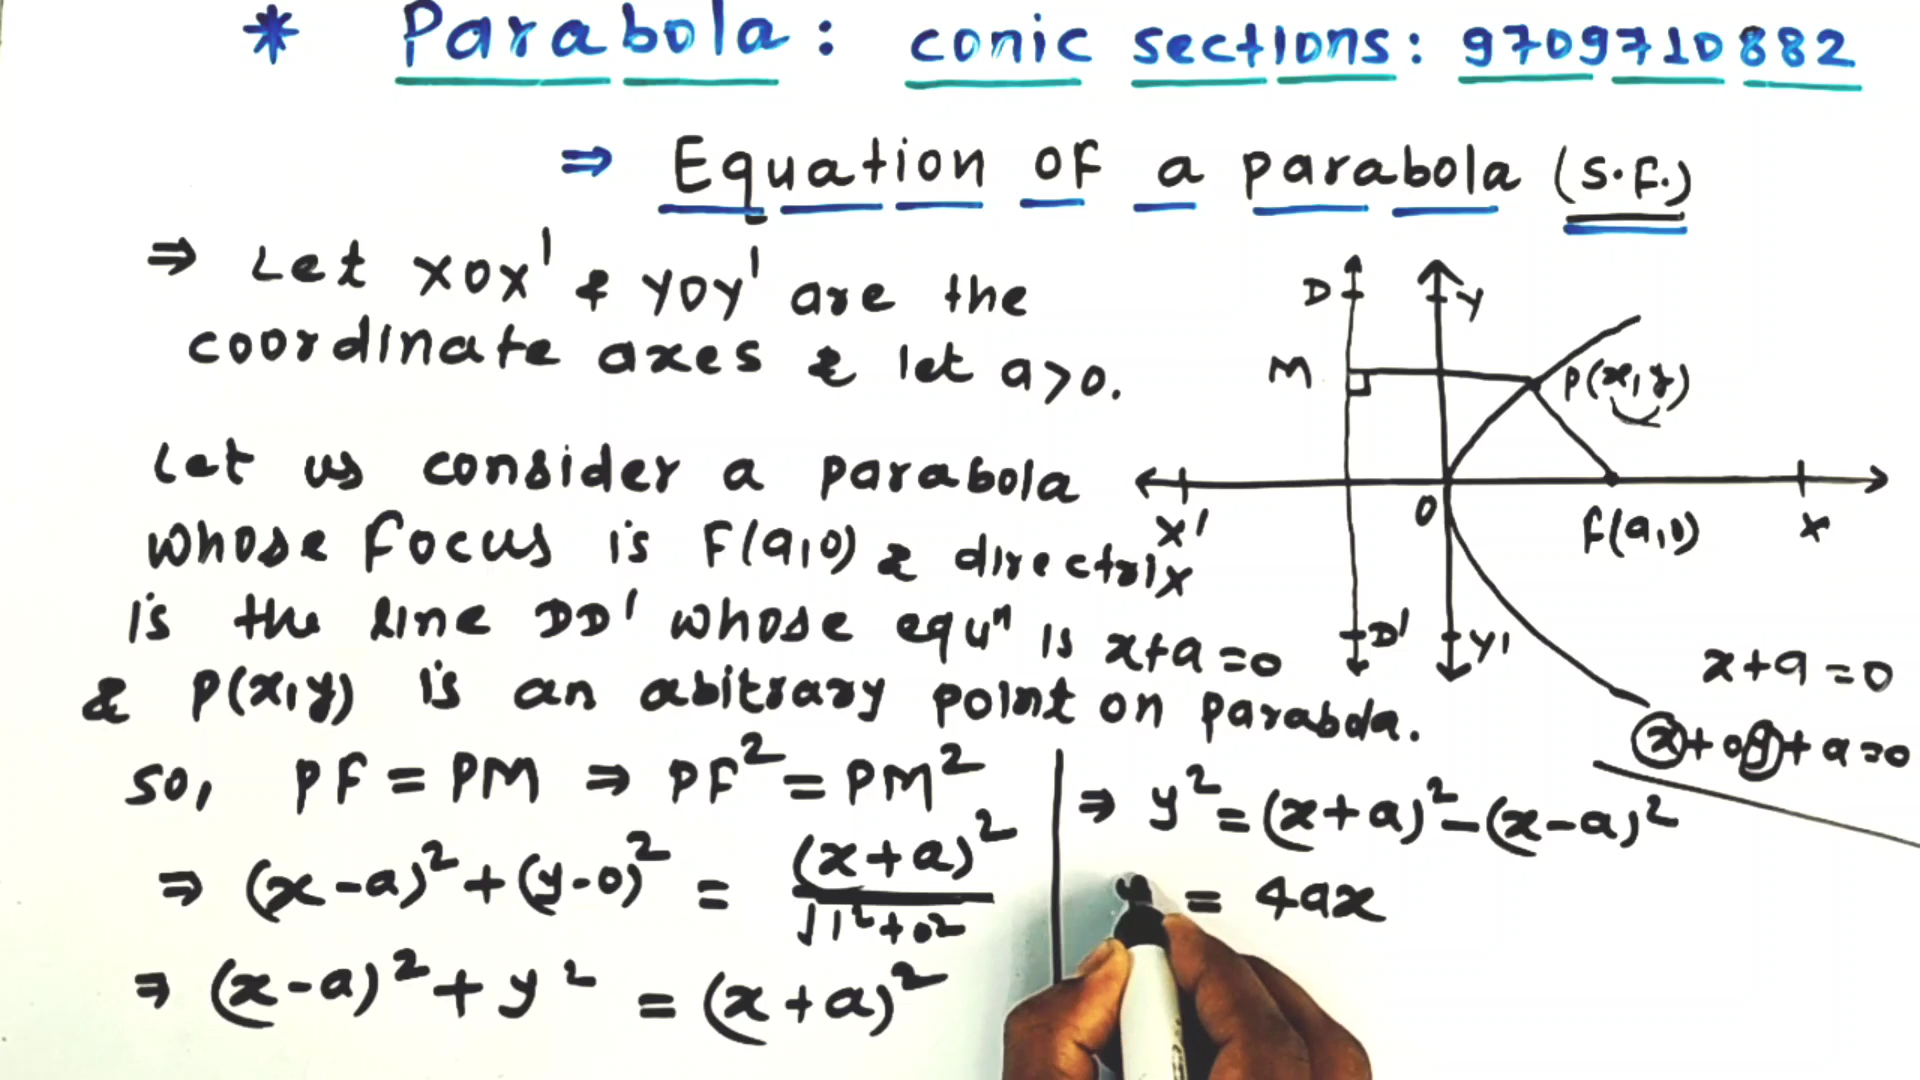 * Parabola: conic sections: 9709710882
⇒ Equation of a parabola (S.F.)
⇒ Let XOX' & YOY' are the
coordinate axes & let a>0.
Let us consider a parabola
whose focus is F(a,0) & directrix
is the line DD' whose equⁿ is x+a=0
& P(x,y) is an abitrary point on parabola.
so, PF = PM ⇒ PF² = PM²
⇒ (x-a)² + (y-0)² = (x+a)² / √1²+0²
⇒ (x-a)² + y² = (x+a)²
⇒ y² = (x+a)² - (x-a)²
= 4ax
D
Y
M
P(x,y)
X'
O
F(a,0)
X
D'
Y'
x+a=0
x+0y+a=0